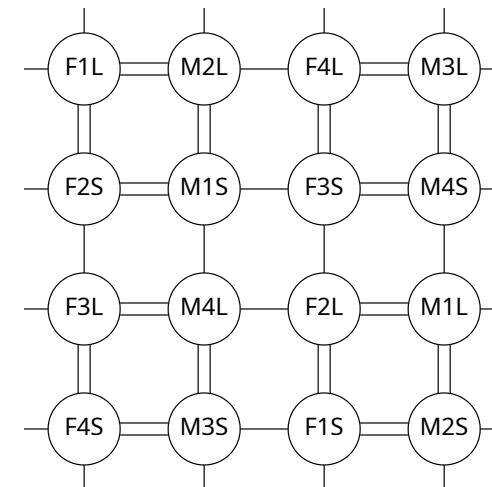 F1L M2L F4L M3L
F2S M1S F3S M4S
F3L M4L F2L M1L
F4S M3S F1S M2S